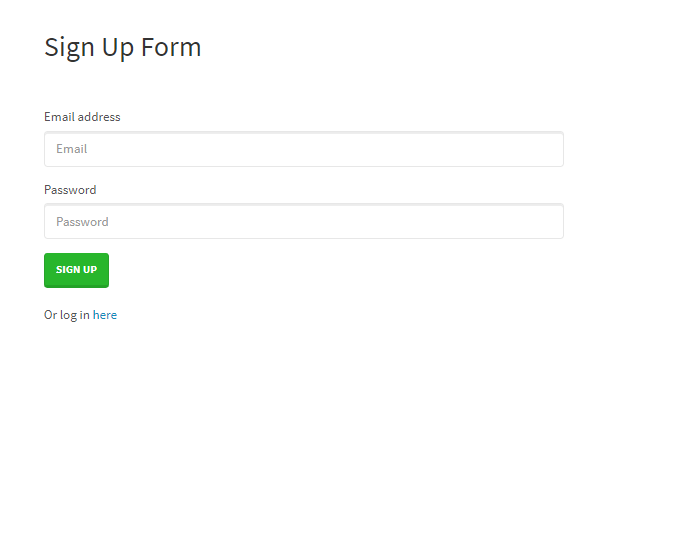 Sign Up Form
Email address
Email
Password
Password
SIGN UP
Or log in here